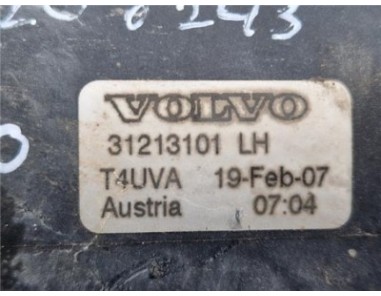 VOLVO
31213101 LH
T4UVA 19-Feb-07
Austria 07:04